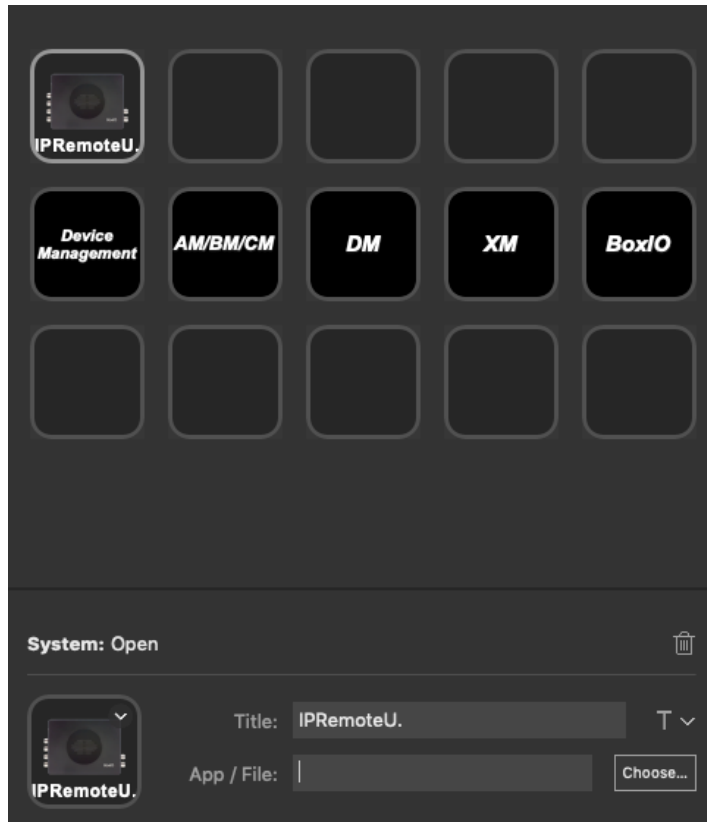 IPRemoteU.
Device
Management
AM/BM/CM
DM
XM
BoxIO
System: Open
Title: IPRemoteU. T
IPRemoteU.
App / File: Choose...